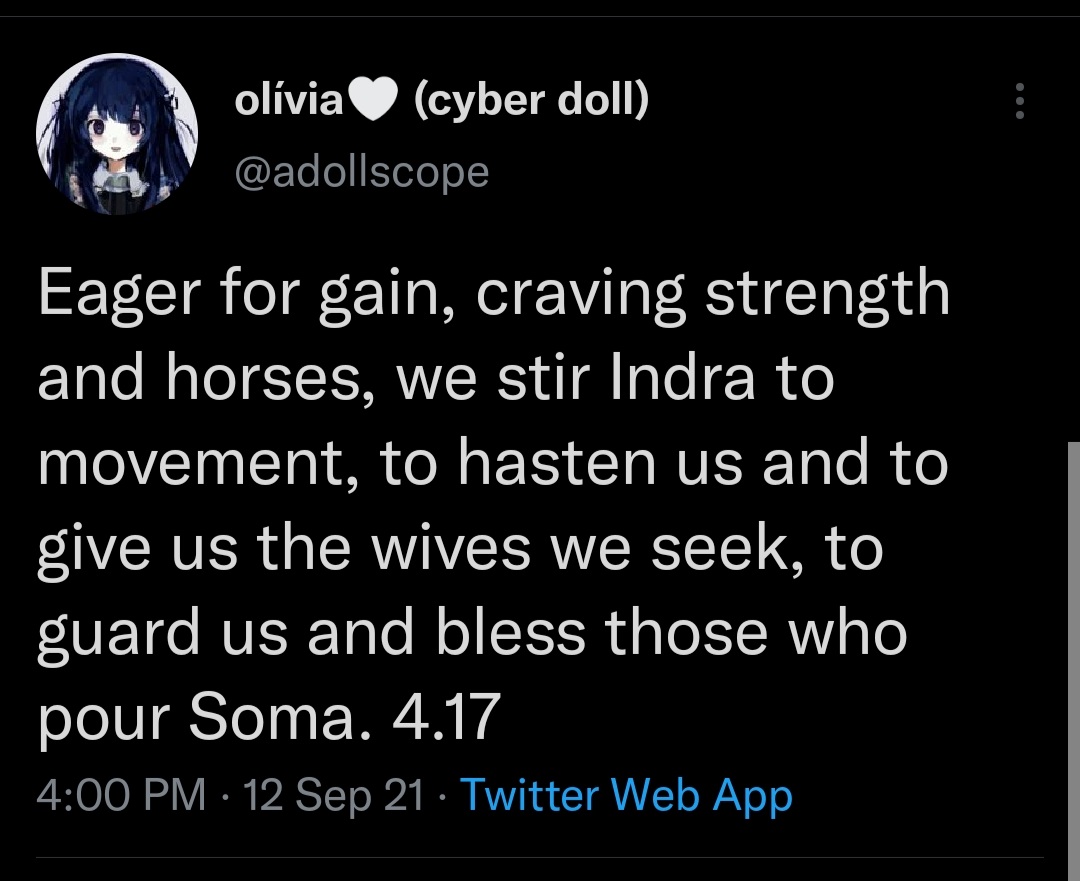 olívia🤍 (cyber doll)
@adollscope
Eager for gain, craving strength
and horses, we stir Indra to
movement, to hasten us and to
give us the wives we seek, to
guard us and bless those who
pour Soma. 4.17
4:00 PM · 12 Sep 21 · Twitter Web App